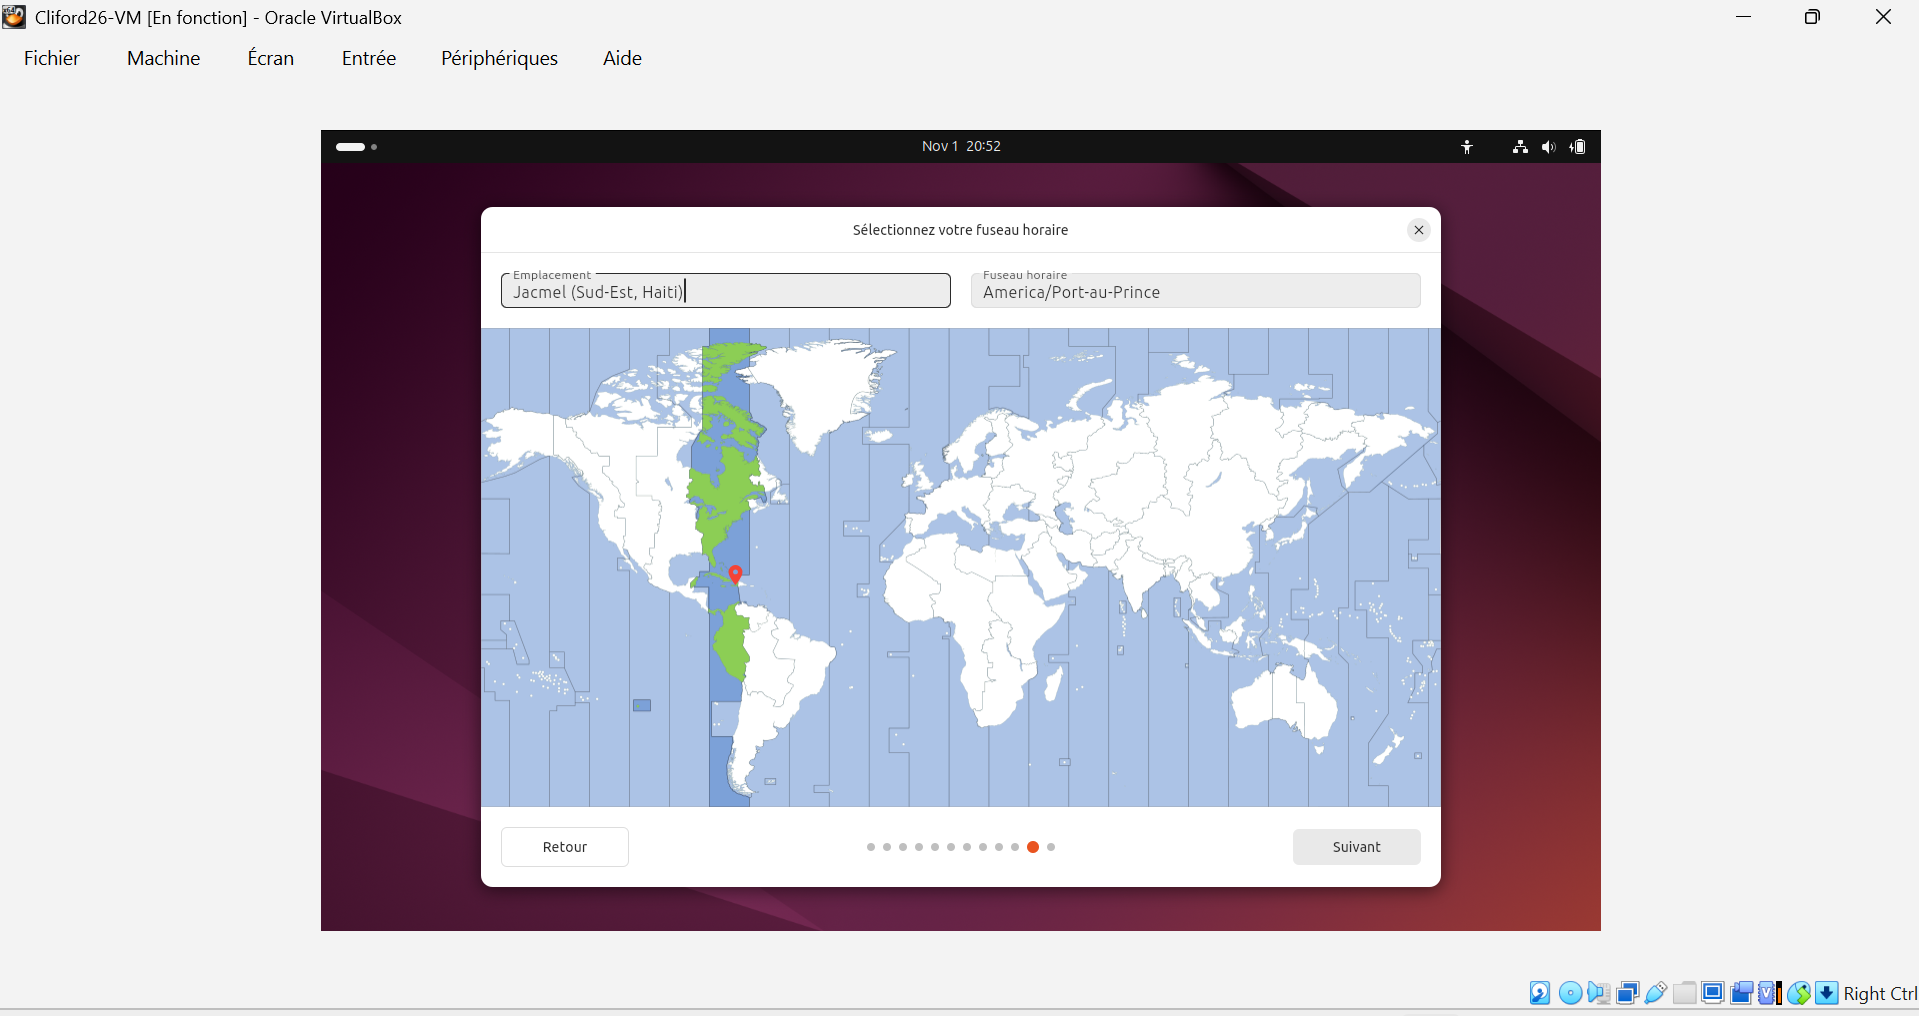 Cliford26-VM [En fonction] - Oracle VirtualBox
Fichier Machine Écran Entrée Périphériques Aide
Nov 1 20:52
Sélectionnez votre fuseau horaire
Emplacement
Jacmel (Sud-Est, Haiti)
Fuseau horaire
America/Port-au-Prince
Retour
Suivant
Right Ctrl